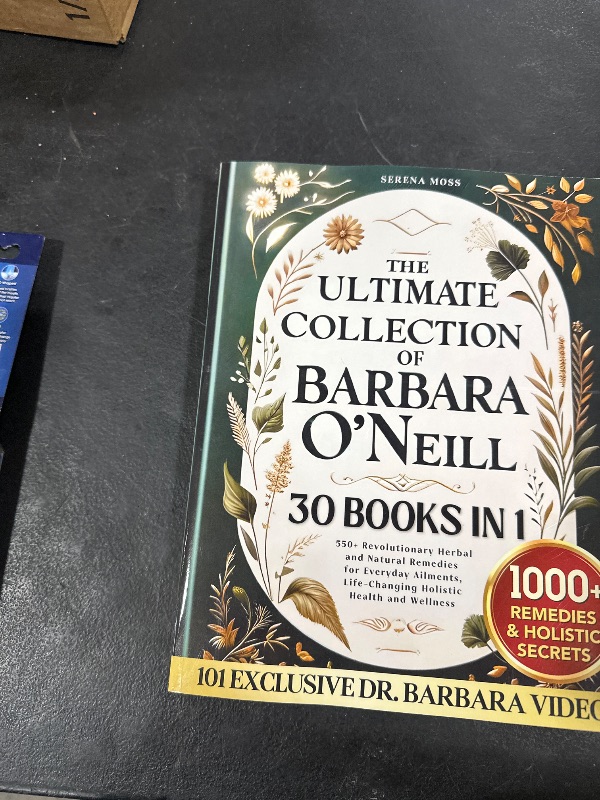 SERENA MOSS
THE
ULTIMATE
COLLECTION
OF
BARBARA
O'NEILL
30 BOOKS IN 1
550+ Revolutionary Herbal
and Natural Remedies
for Everyday Ailments,
Life-Changing Holistic
Health and Wellness
1000+
REMEDIES
& HOLISTIC
SECRETS
101 EXCLUSIVE DR. BARBARA VIDEO